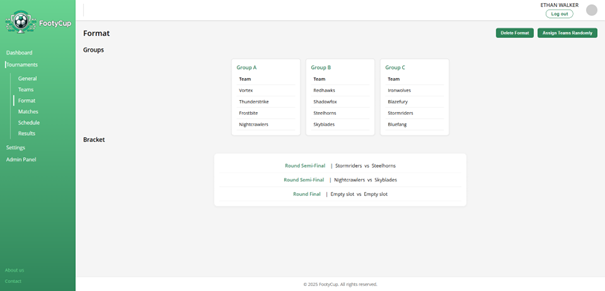 FootyCup
ETHAN WALKER
Log out
Dashboard
Tournaments
General
Teams
Format
Matches
Schedule
Results
Settings
Admin Panel
About us
Contact
Format
Delete Format
Assign Teams Randomly
Groups
Group A
Team
Vortex
Thunderstrike
Frostbite
Nightcrawlers
Group B
Team
Redhawks
Shadowfox
Steelhorns
Skyblades
Group C
Team
Ironwolves
Blazefury
Stormriders
Bluefang
Bracket
Round Semi-Final | Stormriders vs Steelhorns
Round Semi-Final | Nightcrawlers vs Skyblades
Round Final | Empty slot vs Empty slot
© 2025 FootyCup. All rights reserved.